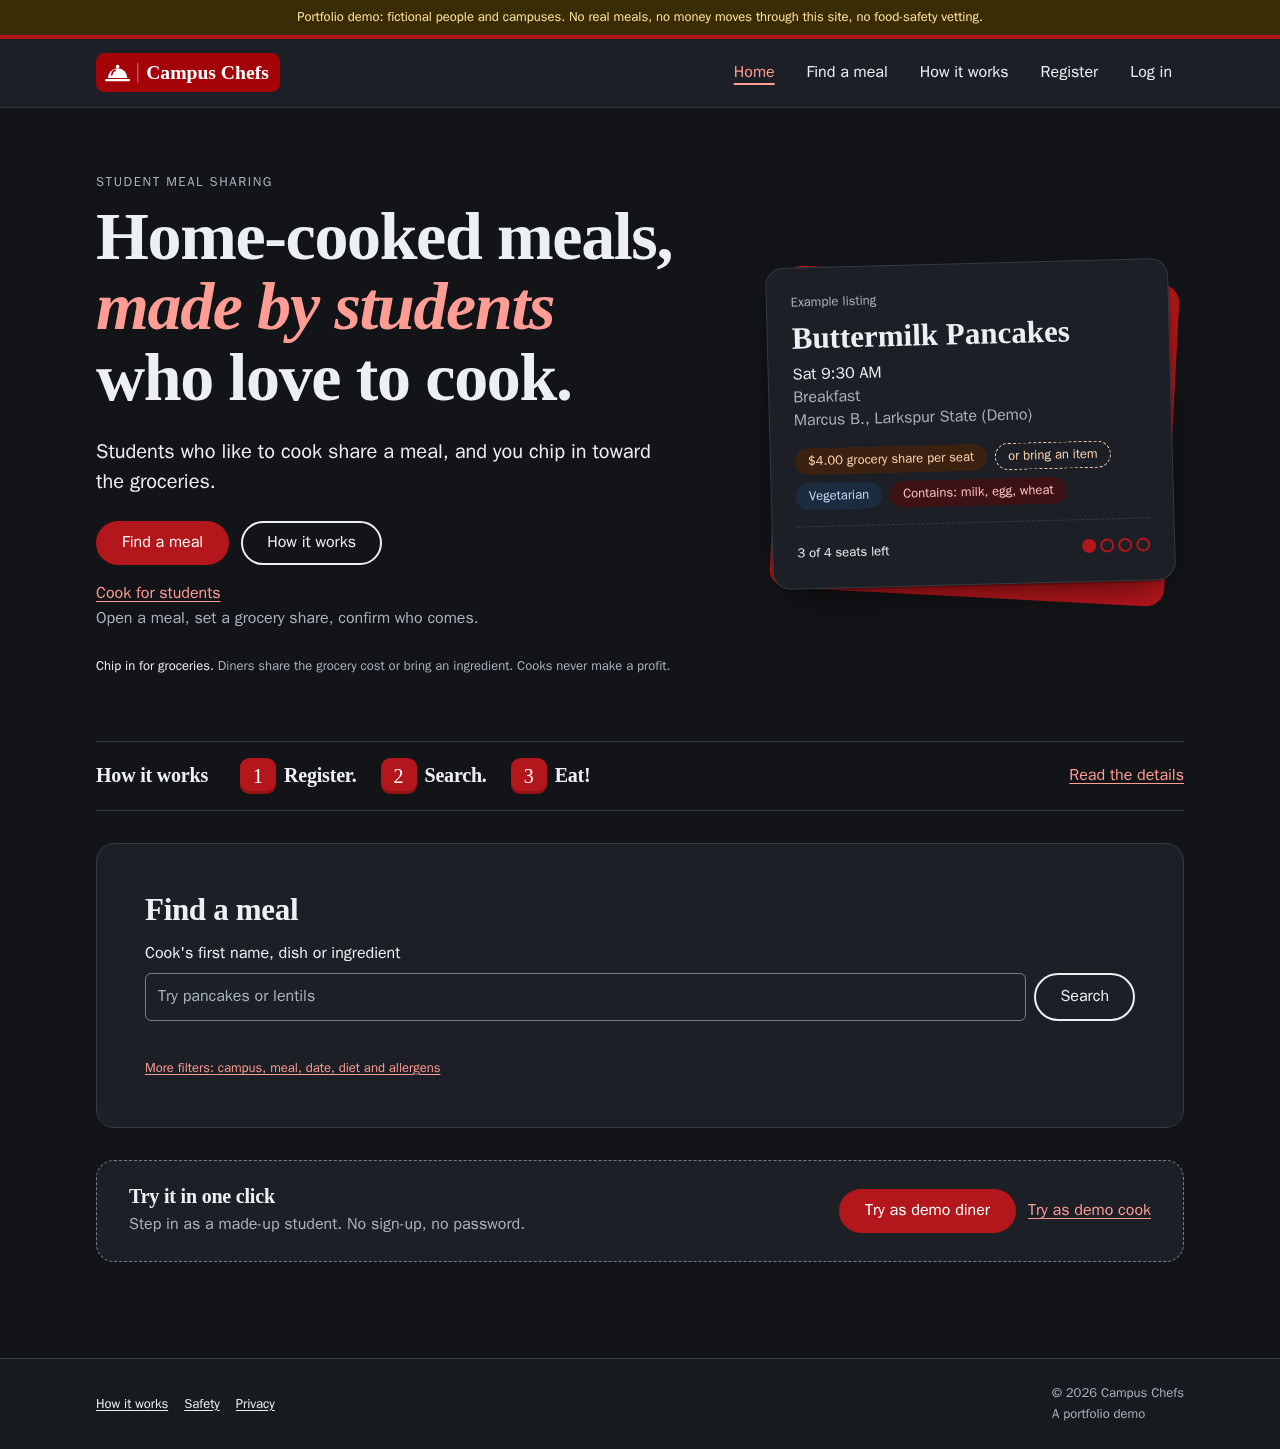 Portfolio demo: fictional people and campuses. No real meals, no money moves through this site, no food-safety vetting.
Campus Chefs
Home
Find a meal
How it works
Register
Log in
STUDENT MEAL SHARING
Home-cooked meals,
made by students
who love to cook.
Students who like to cook share a meal, and you chip in toward
the groceries.
Find a meal
How it works
Cook for students
Open a meal, set a grocery share, confirm who comes.
Chip in for groceries. Diners share the grocery cost or bring an ingredient. Cooks never make a profit.
Example listing
Buttermilk Pancakes
Sat 9:30 AM
Breakfast
Marcus B., Larkspur State (Demo)
$4.00 grocery share per seat
or bring an item
Vegetarian
Contains: milk, egg, wheat
3 of 4 seats left
How it works
1 Register.
2 Search.
3 Eat!
Read the details
Find a meal
Cook's first name, dish or ingredient
Try pancakes or lentils
Search
More filters: campus, meal, date, diet and allergens
Try it in one click
Step in as a made-up student. No sign-up, no password.
Try as demo diner
Try as demo cook
How it works
Safety
Privacy
© 2026 Campus Chefs
A portfolio demo